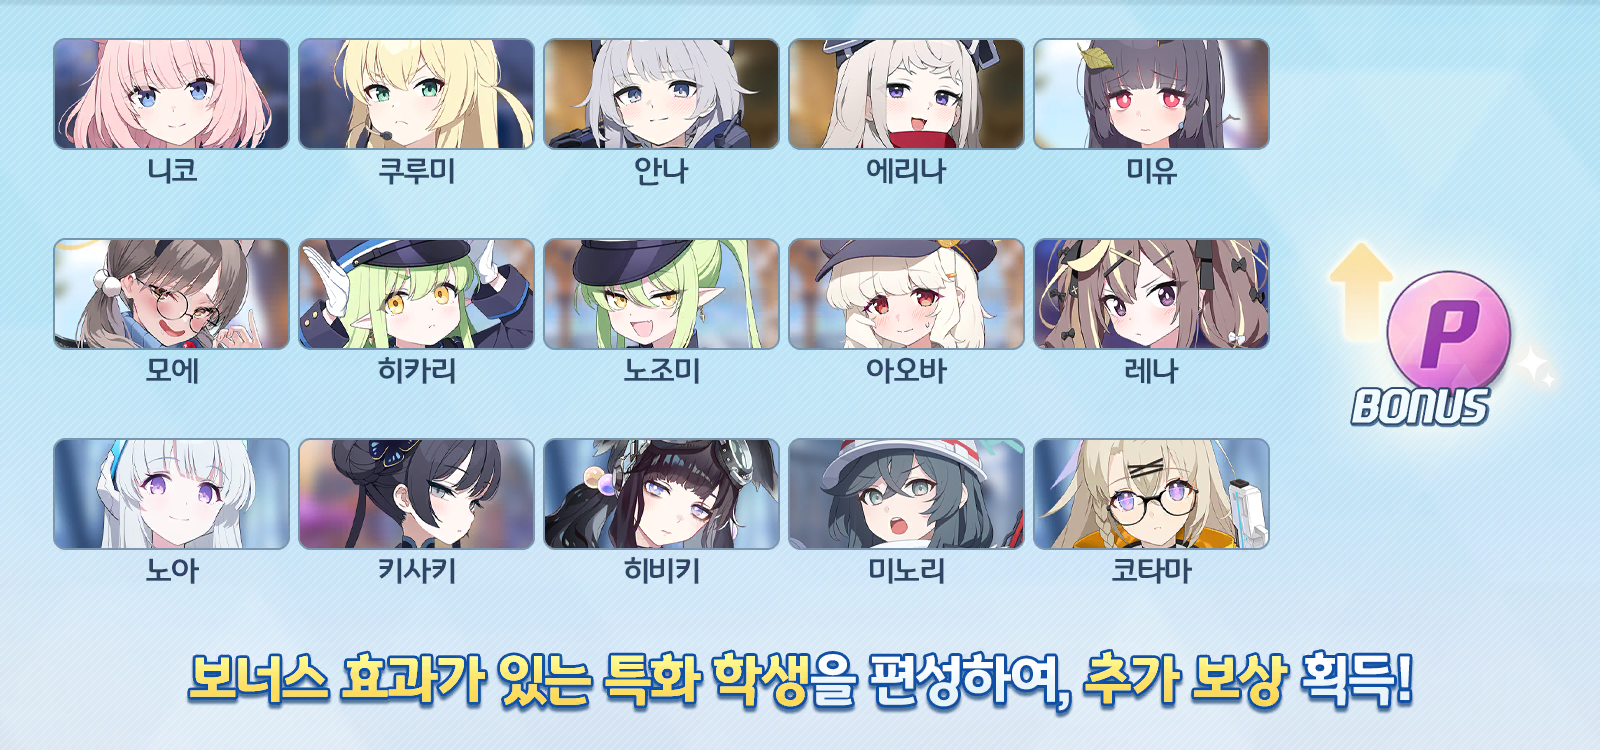 니코 쿠루미 안나 에리나 미유
모에 히카리 노조미 아오바 레나
P
BONUS
노아 키사키 히비키 미노리 코타마
보너스 효과가 있는 특화 학생을 편성하여, 추가 보상 획득!